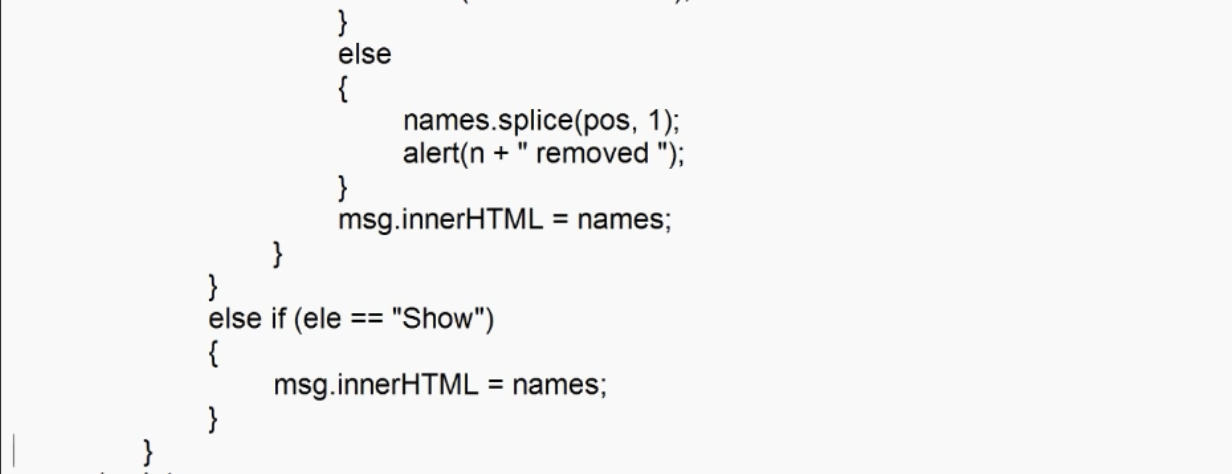 }
else
{
names.splice(pos, 1);
alert(n + " removed ");
}
msg.innerHTML = names;
}
}
else if (ele == "Show")
{
msg.innerHTML = names;
}
}